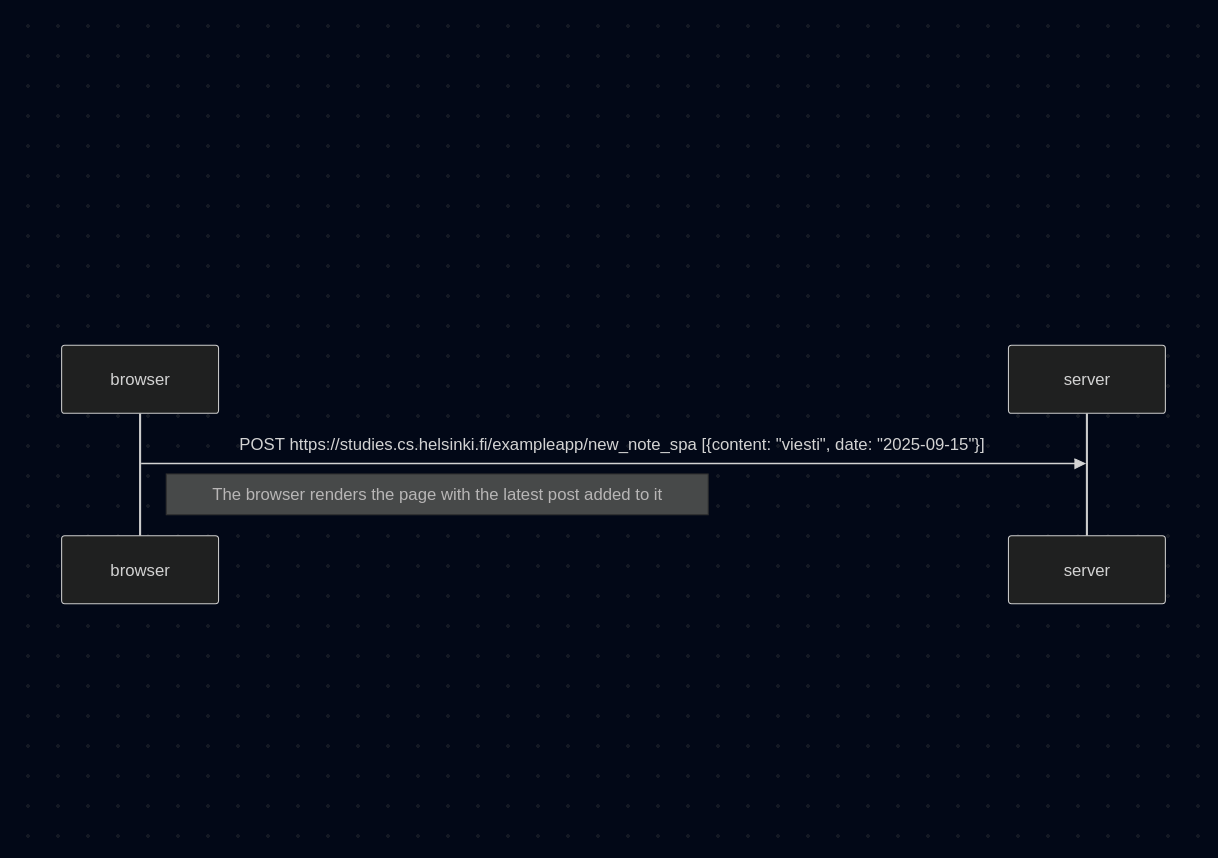 browser
server
POST https://studies.cs.helsinki.fi/exampleapp/new_note_spa [{content: "viesti", date: "2025-09-15"}]
The browser renders the page with the latest post added to it
browser
server